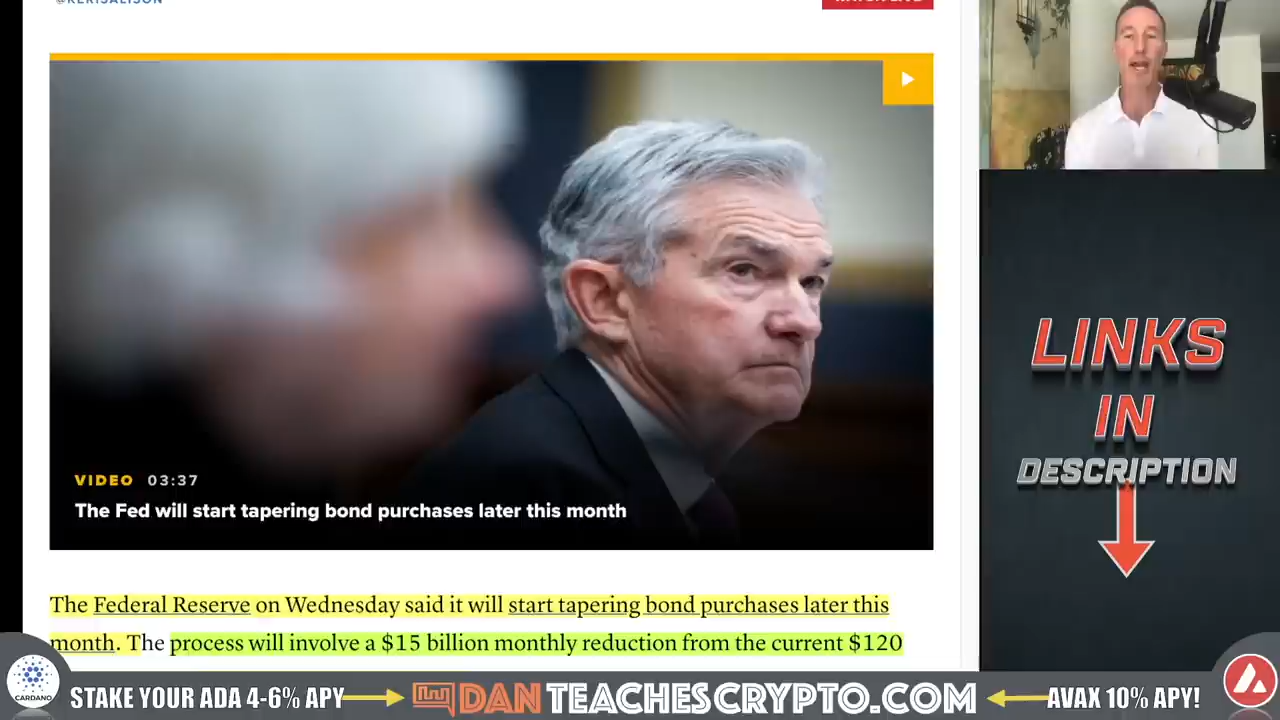 @KERISALISON
VIDEO 03:37
The Fed will start tapering bond purchases later this month
The Federal Reserve on Wednesday said it will start tapering bond purchases later this
month. The process will involve a $15 billion monthly reduction from the current $120
LINKS
IN
DESCRIPTION
CARDANO
STAKE YOUR ADA 4-6% APY
DANTEACHESCRYPTO.COM
AVAX 10% APY!